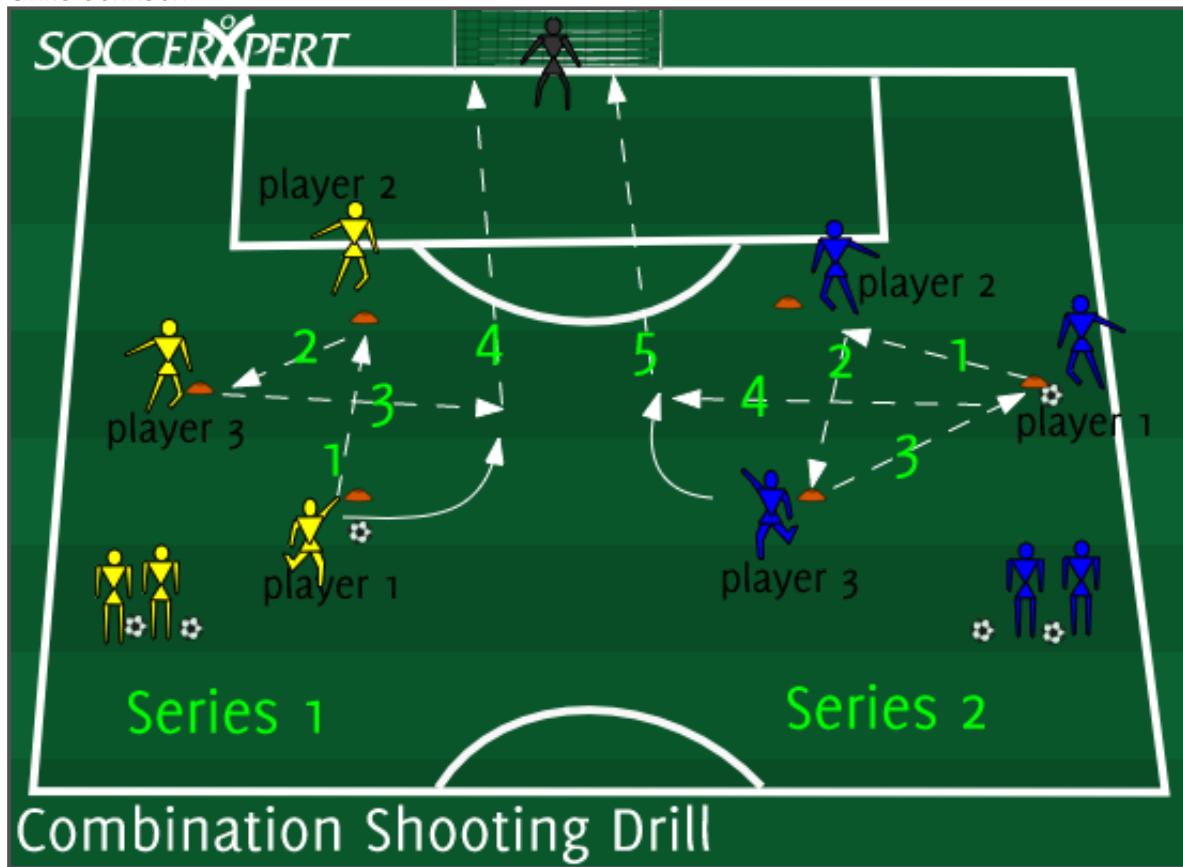 SOCCERXPERT
player 2
player 2
2
4
5
2
1
3
4
player 3
player 1
1
3
player 1
player 3
Series 1
Series 2
Combination Shooting Drill